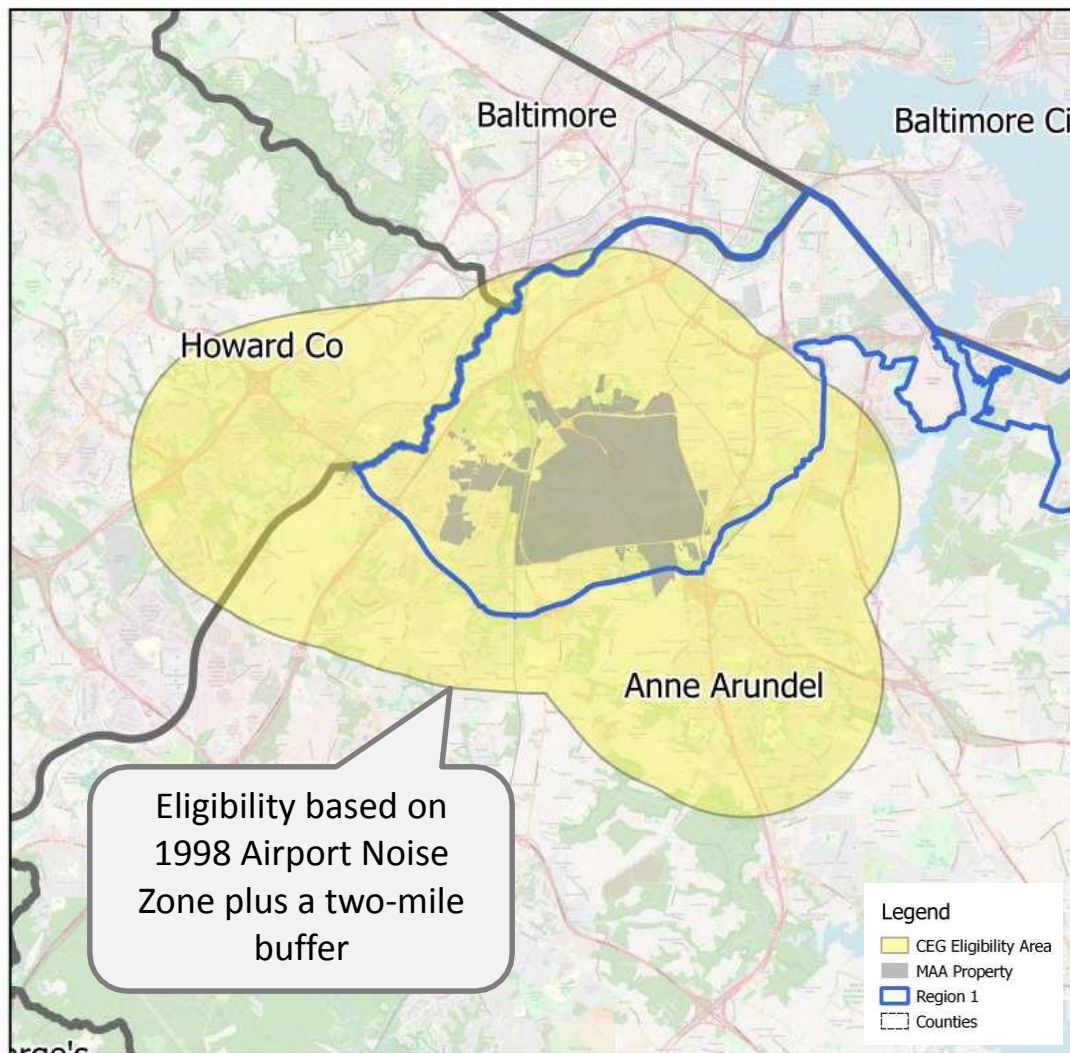 Baltimore
Baltimore Ci
Howard Co
Anne Arundel
Eligibility based on
1998 Airport Noise
Zone plus a two-mile
buffer
Legend
CEG Eligibility Area
MAA Property
Region 1
Counties
orge's